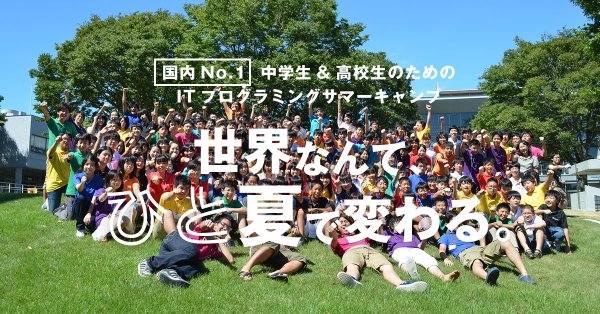 国内 No.1 中学生 & 高校生のための
IT プログラミングサマーキャンプ
世界なんて、
ひと夏で変わる。